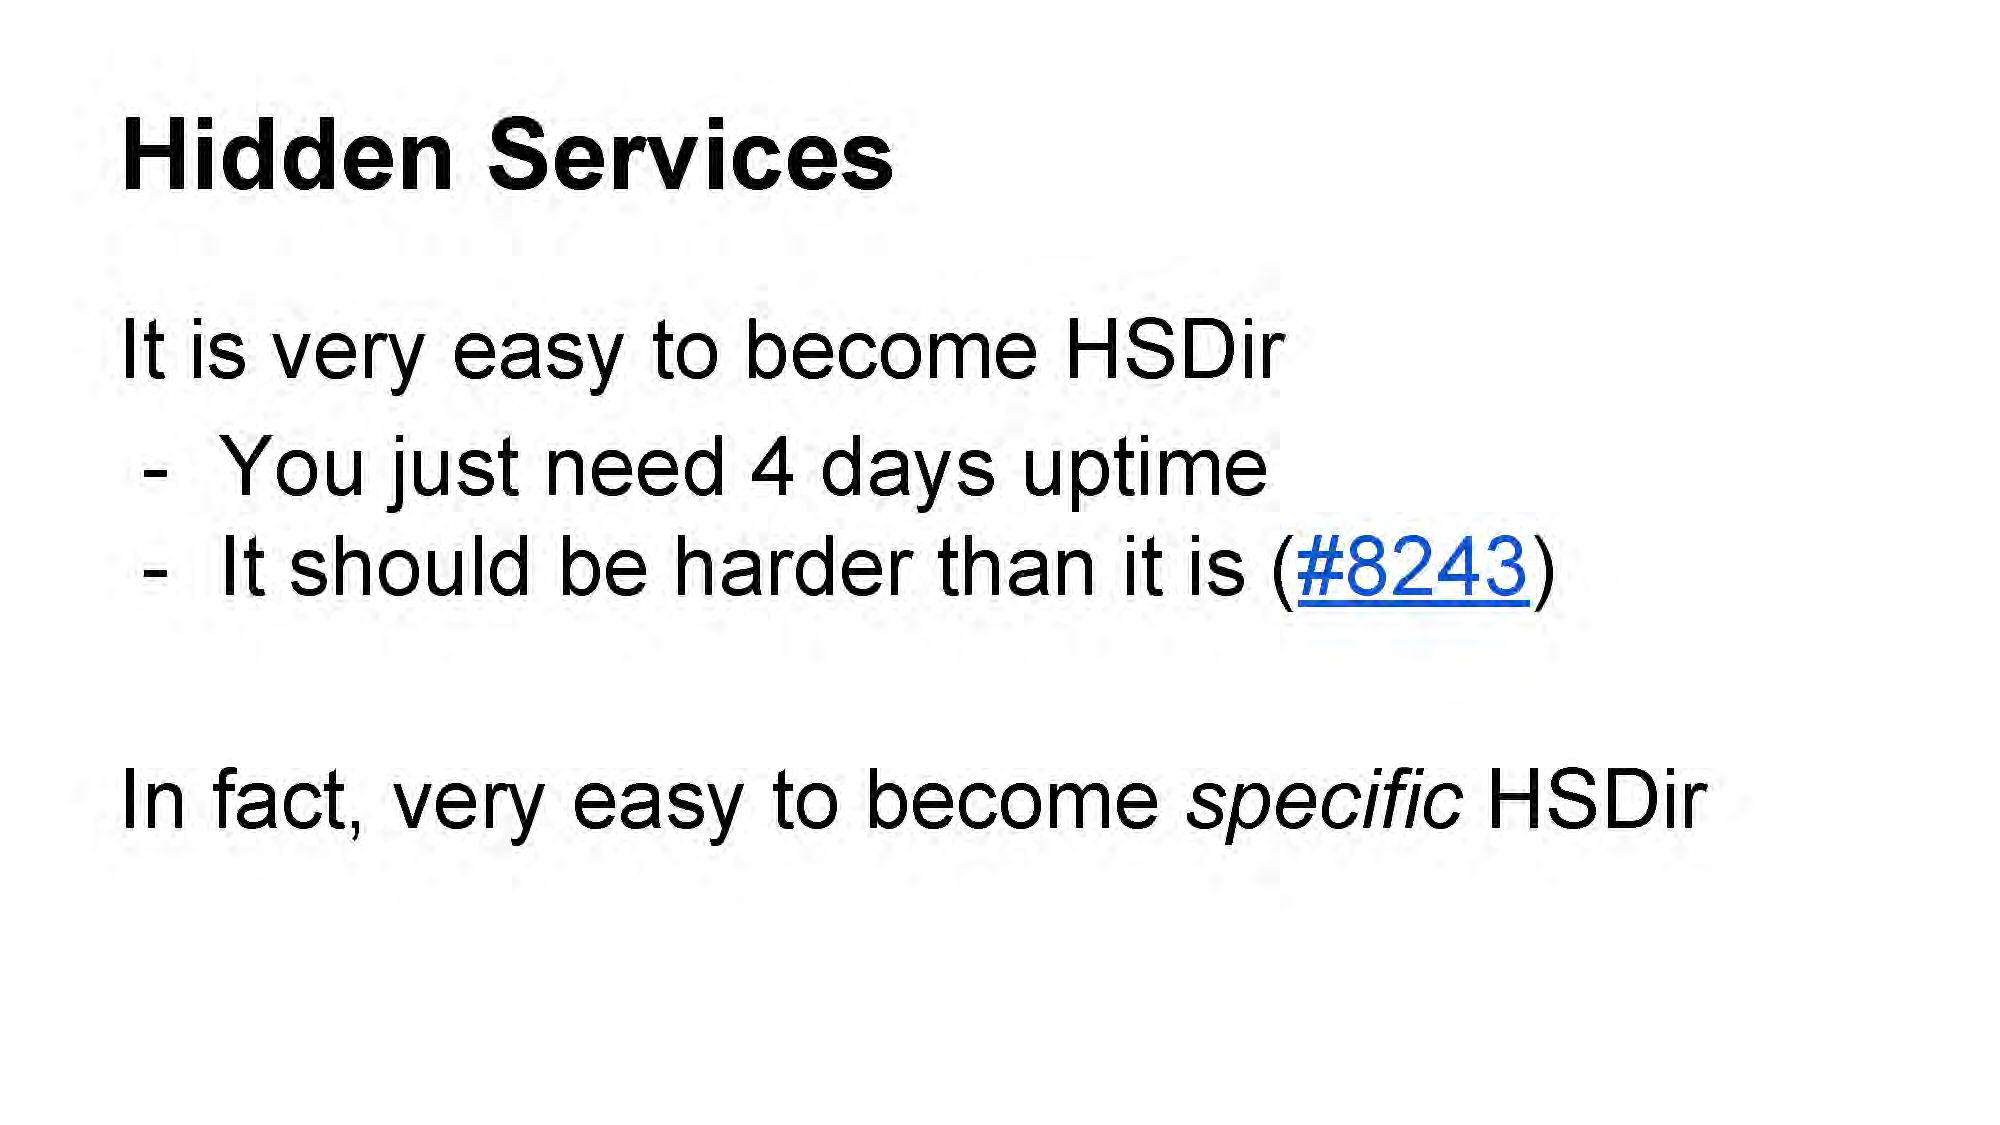 Hidden Services
It is very easy to become HSDir
- You just need 4 days uptime
- It should be harder than it is (#8243)
In fact, very easy to become specific HSDir